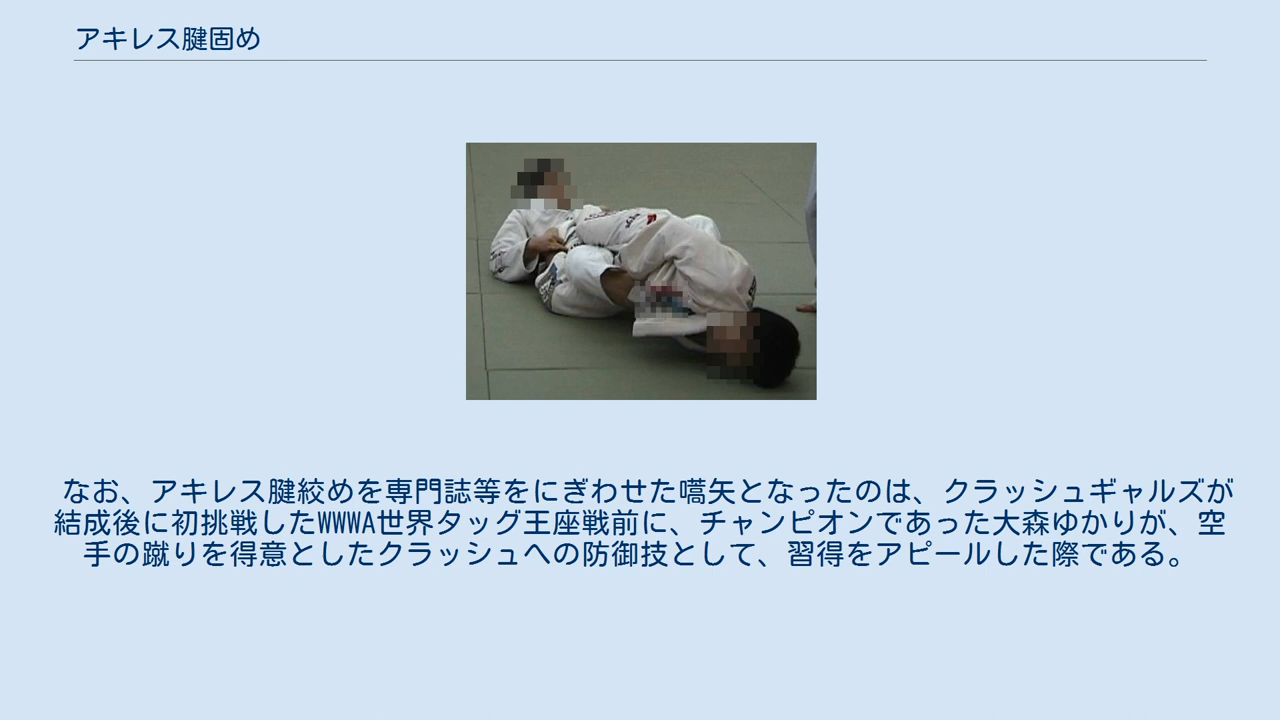 アキレス腱固め
なお、アキレス腱絞めを専門誌等をにぎわせた嚆矢となったのは、クラッシュギャルズが
結成後に初挑戦したWWWA世界タッグ王座戦前に、チャンピオンであった大森ゆかりが、空
手の蹴りを得意としたクラッシュへの防御技として、習得をアピールした際である。